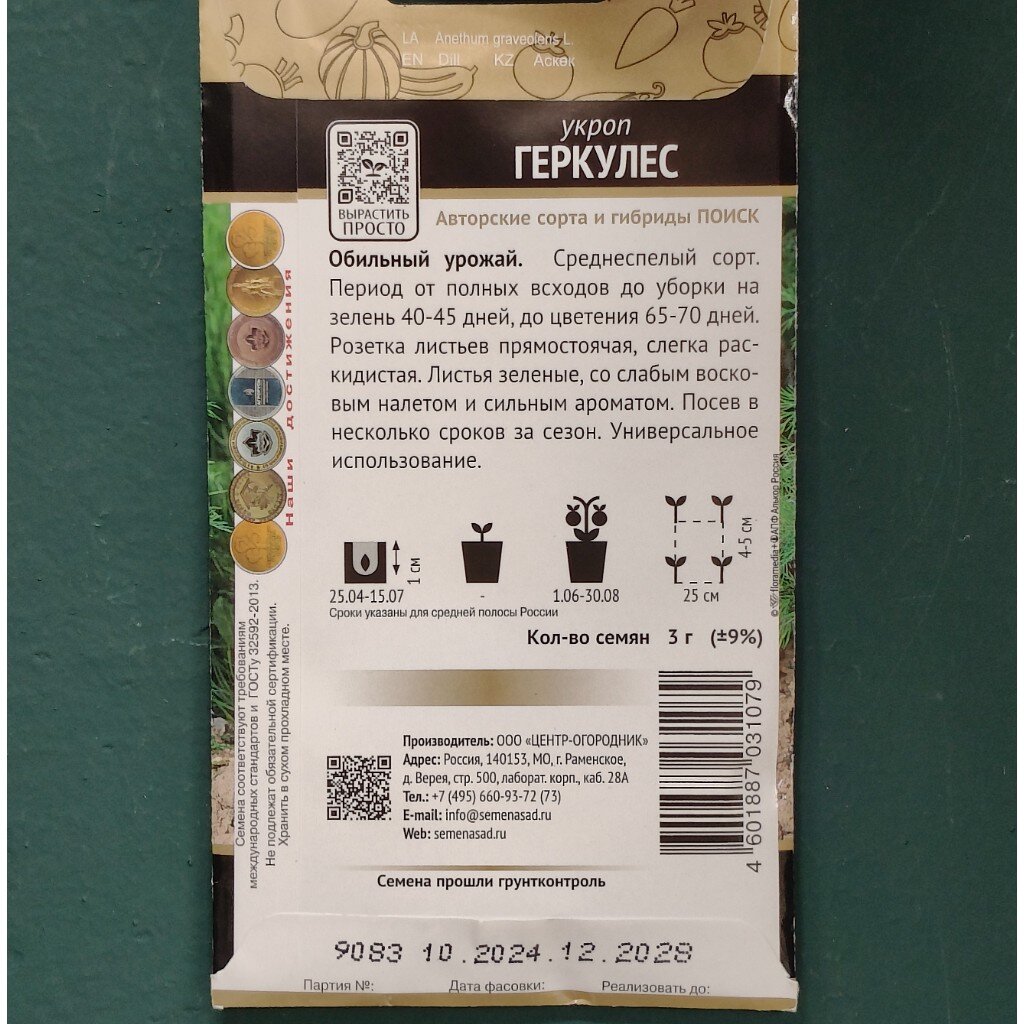 LA Anethum graveolens L.
EN Dill KZ Аскөк
укроп
ГЕРКУЛЕС
ВЫРАСТИТЬ
ПРОСТО
Авторские сорта и гибриды ПОИСК
Обильный урожай. Среднеспелый сорт.
Период от полных всходов до уборки на
зелень 40-45 дней, до цветения 65-70 дней.
Розетка листьев прямостоячая, слегка рас-
кидистая. Листья зеленые, со слабым воско-
вым налетом и сильным ароматом. Посев в
несколько сроков за сезон. Универсальное
использование.
Наши достижения
1 см
4-5 см
25.04-15.07 - 1.06-30.08 25 см
Сроки указаны для средней полосы России
Кол-во семян 3 г (±9%)
© floramedia+ФАПФ Алькор Россия
Семена соответствуют требованиям
международных стандартов и ГОСТу 32592-2013.
Не подлежат обязательной сертификации.
Хранить в сухом прохладном месте.
Производитель: ООО «ЦЕНТР-ОГОРОДНИК»
Адрес: Россия, 140153, МО, г. Раменское,
д. Верея, стр. 500, лаборат. корп., каб. 28А
Тел.: +7 (495) 660-93-72 (73)
E-mail: info@semenasad.ru
Web: semenasad.ru
4 601887 031079
Семена прошли грунтконтроль
9083 10.2024.12.2028
Партия №: Дата фасовки: Реализовать до: